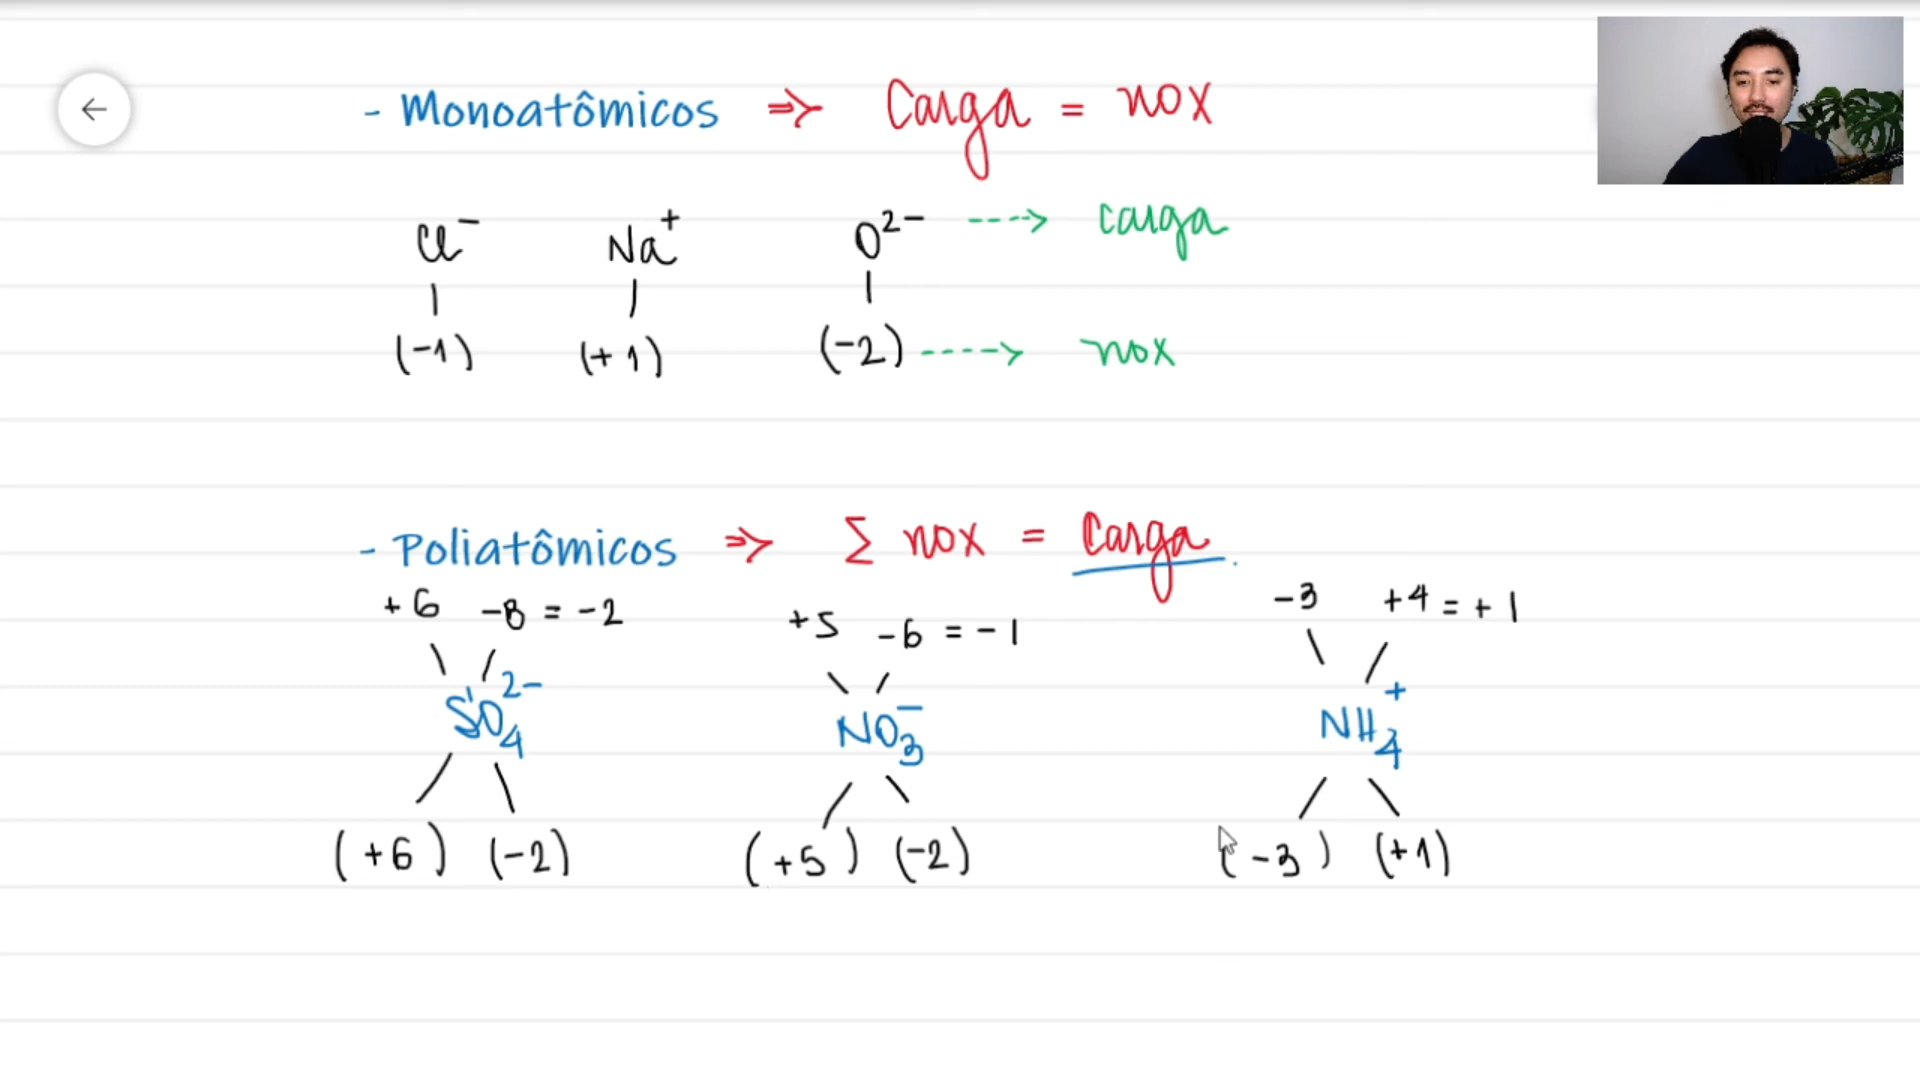 - Monoatômicos ⇒ Carga = nox
Cl⁻ Na⁺ O²⁻ ----> carga
(-1) (+1) (-2) ----> nox
- Poliatômicos ⇒ Σ nox = Carga.
+6 -8 = -2 +5 -6 = -1 -3 +4 = +1
SO₄²⁻ NO₃⁻ NH₄⁺
(+6) (-2) (+5) (-2) (-3) (+1)